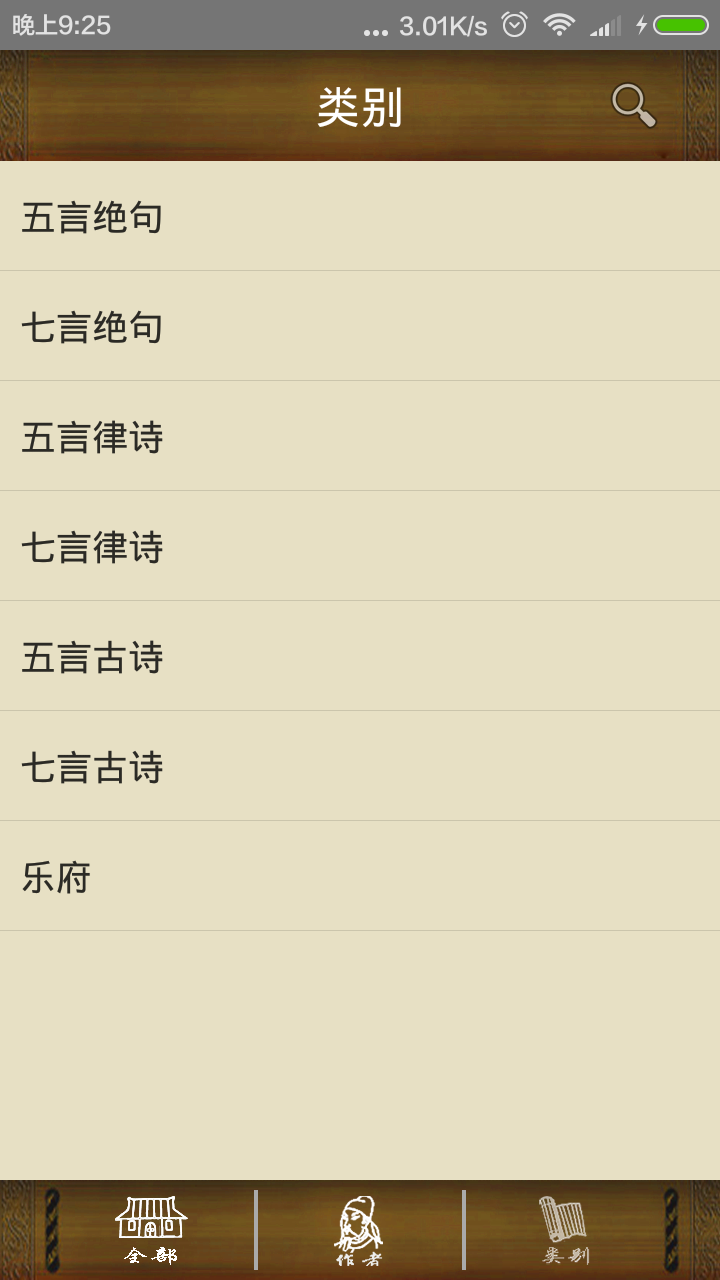 晚上9:25
... 3.01K/s
类别
五言绝句
七言绝句
五言律诗
七言律诗
五言古诗
七言古诗
乐府
全部
作者
类别